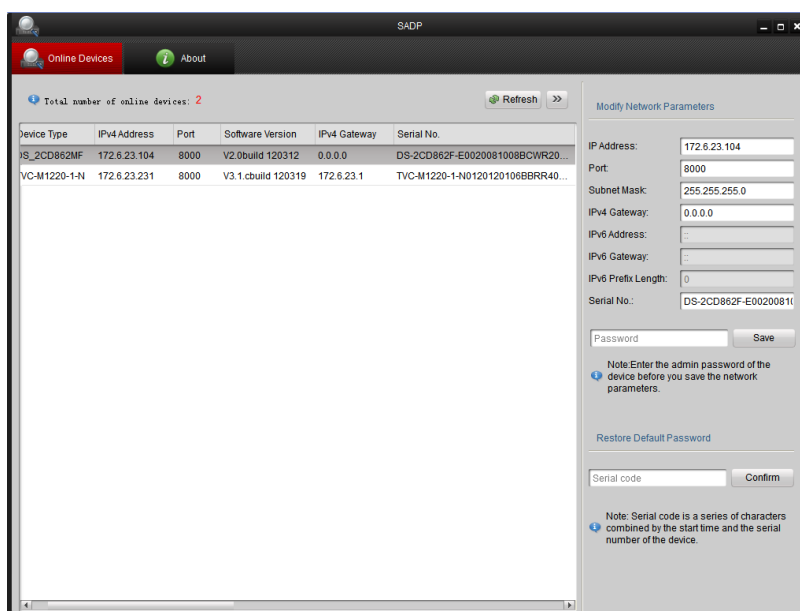 SADP
Online Devices
About
Total number of online devices: 2
Refresh
Device Type IPv4 Address Port Software Version IPv4 Gateway Serial No.
DS_2CD862MF 172.6.23.104 8000 V2.0build 120312 0.0.0.0 DS-2CD862F-E0020081008BCWR20...
VC-M1220-1-N 172.6.23.231 8000 V3.1.cbuild 120319 172.6.23.1 TVC-M1220-1-N0120120106BBRR40...
Modify Network Parameters
IP Address: 172.6.23.104
Port: 8000
Subnet Mask: 255.255.255.0
IPv4 Gateway: 0.0.0.0
IPv6 Address: ::
IPv6 Gateway: ::
IPv6 Prefix Length: 0
Serial No.: DS-2CD862F-E00200810
Password Save
Note:Enter the admin password of the
device before you save the network
parameters.
Restore Default Password
Serial code Confirm
Note: Serial code is a series of characters
combined by the start time and the serial
number of the device.